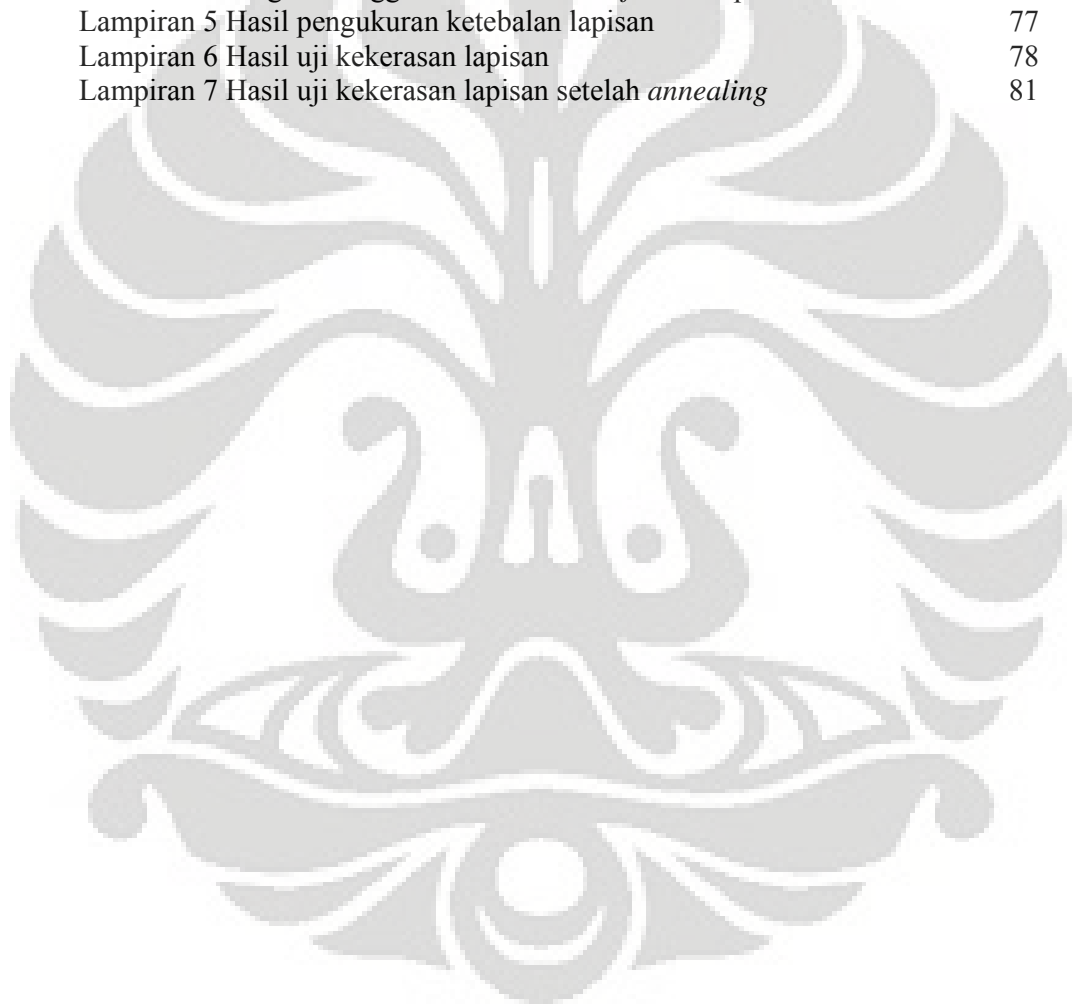 Lampiran 5 Hasil pengukuran ketebalan lapisan 77
Lampiran 6 Hasil uji kekerasan lapisan 78
Lampiran 7 Hasil uji kekerasan lapisan setelah annealing 81